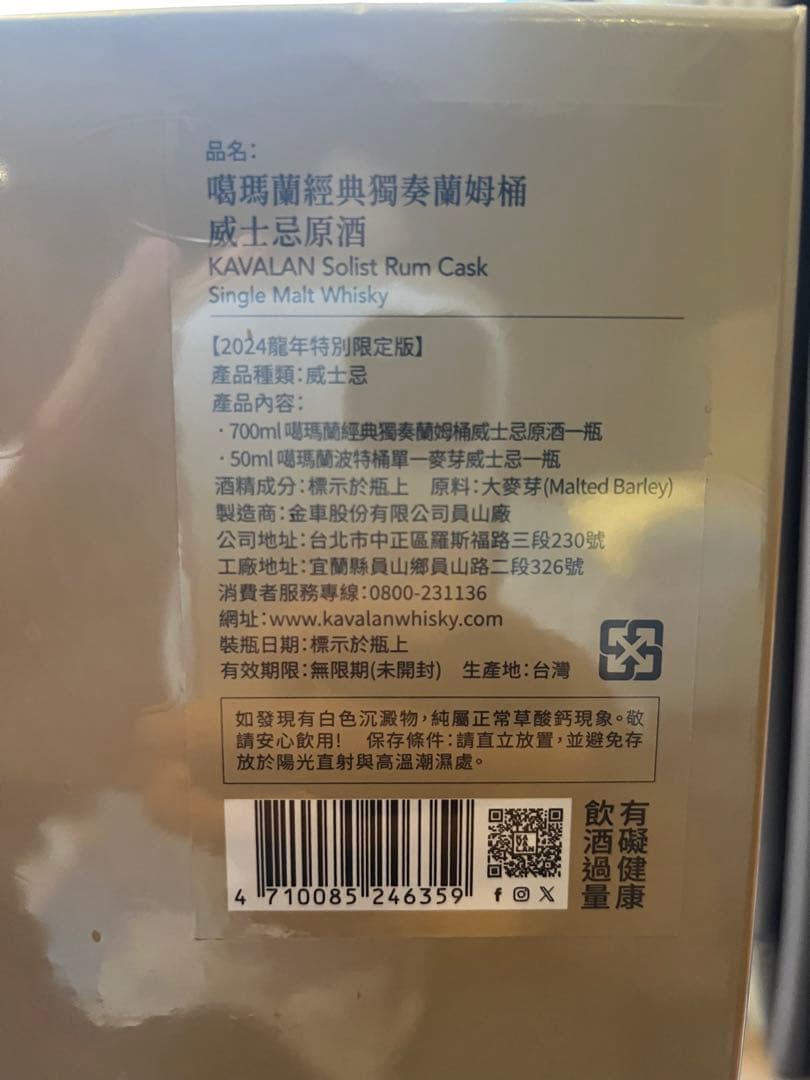 品名：
噶瑪蘭經典獨奏蘭姆桶
威士忌原酒
KAVALAN Solist Rum Cask
Single Malt Whisky
【2024龍年特別限定版】
產品種類：威士忌
產品內容：
·700ml 噶瑪蘭經典獨奏蘭姆桶威士忌原酒一瓶
·50ml 噶瑪蘭波特桶單一麥芽威士忌一瓶
酒精成分：標示於瓶上　原料：大麥芽(Malted Barley)
製造商：金車股份有限公司員山廠
公司地址：台北市中正區羅斯福路三段230號
工廠地址：宜蘭縣員山鄉員山路二段326號
消費者服務專線：0800-231136
網址：www.kavalanwhisky.com
裝瓶日期：標示於瓶上
有效期限：無限期(未開封)　生產地：台灣
如發現有白色沉澱物，純屬正常草酸鈣現象。敬
請安心飲用！　保存條件：請直立放置，並避免存
放於陽光直射與高溫潮濕處。
4 710085 246359
KAVALAN
有礙健康
飲酒過量